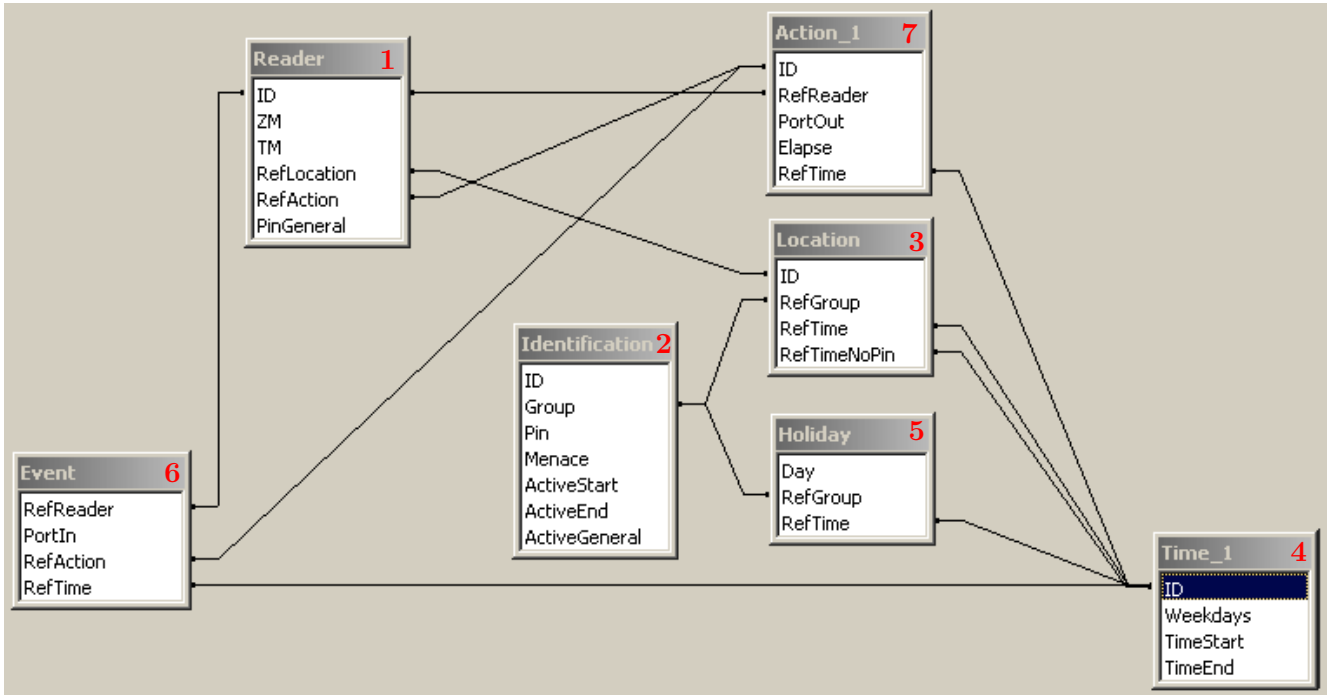 Reader 1
ID
ZM
TM
RefLocation
RefAction
PinGeneral
Action_1 7
ID
RefReader
PortOut
Elapse
RefTime
Location 3
ID
RefGroup
RefTime
RefTimeNoPin
Identification 2
ID
Group
Pin
Menace
ActiveStart
ActiveEnd
ActiveGeneral
Holiday 5
Day
RefGroup
RefTime
Event 6
RefReader
PortIn
RefAction
RefTime
Time_1 4
ID
Weekdays
TimeStart
TimeEnd